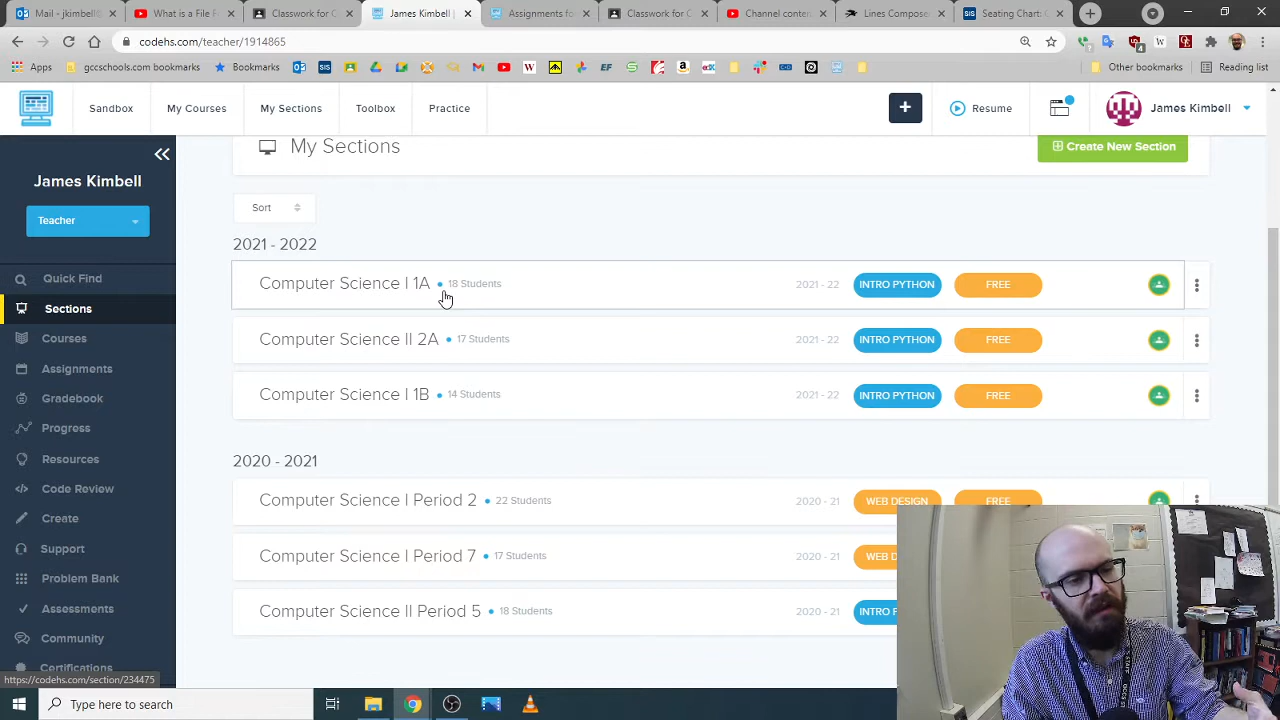 Mail - Kimbell, Jam
What is a File F
Classwork for C
James Kimbell |
Assignments fo
Classwork for C
Channel content
Lines Compose
Seating Charts
codehs.com/teacher/1914865
Apps
gccschools.com bookmarks
Bookmarks
Other bookmarks
Reading list
Sandbox
My Courses
My Sections
Toolbox
Practice
Resume
James Kimbell
James Kimbell
Teacher
Quick Find
Sections
Courses
Assignments
Gradebook
Progress
Resources
Code Review
Create
Support
Problem Bank
Assessments
Community
Certifications
My Sections
Create New Section
Sort
2021 - 2022
Computer Science I 1A 18 Students 2021 - 22 INTRO PYTHON FREE
Computer Science II 2A 17 Students 2021 - 22 INTRO PYTHON FREE
Computer Science I 1B 14 Students 2021 - 22 INTRO PYTHON FREE
2020 - 2021
Computer Science I Period 2 22 Students 2020 - 21 WEB DESIGN FREE
Computer Science I Period 7 17 Students 2020 - 21 WEB D
Computer Science II Period 5 18 Students 2020 - 21 INTRO P
https://codehs.com/section/234475
Type here to search